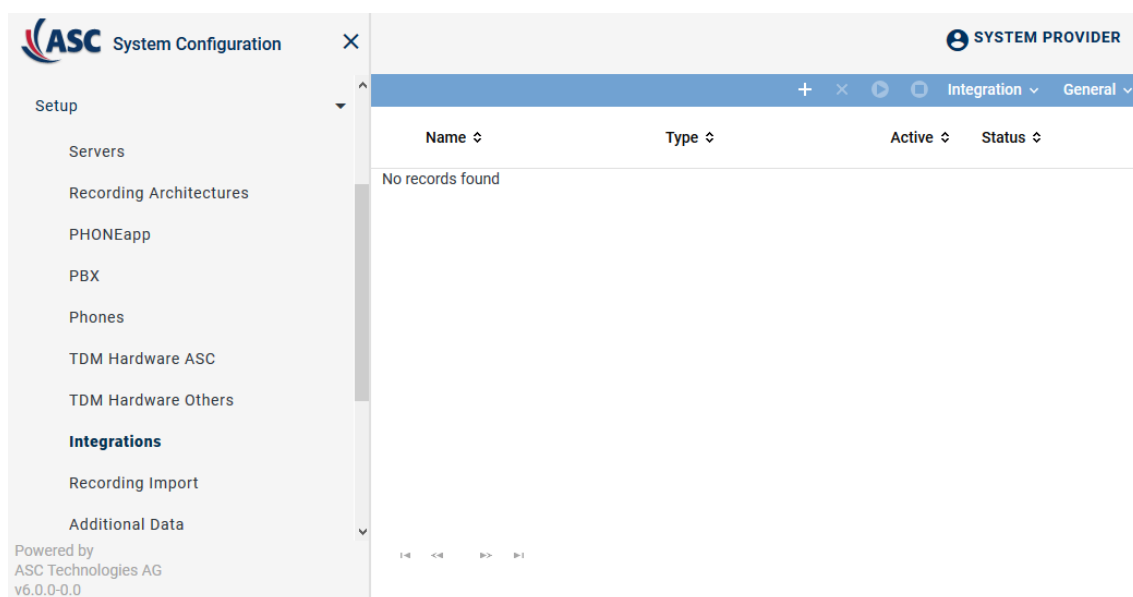 ASC System Configuration
SYSTEM PROVIDER
Integration General
Setup
Servers
Recording Architectures
PHONEapp
PBX
Phones
TDM Hardware ASC
TDM Hardware Others
Integrations
Recording Import
Additional Data
Powered by
ASC Technologies AG
v6.0.0-0.0
Name Type Active Status
No records found